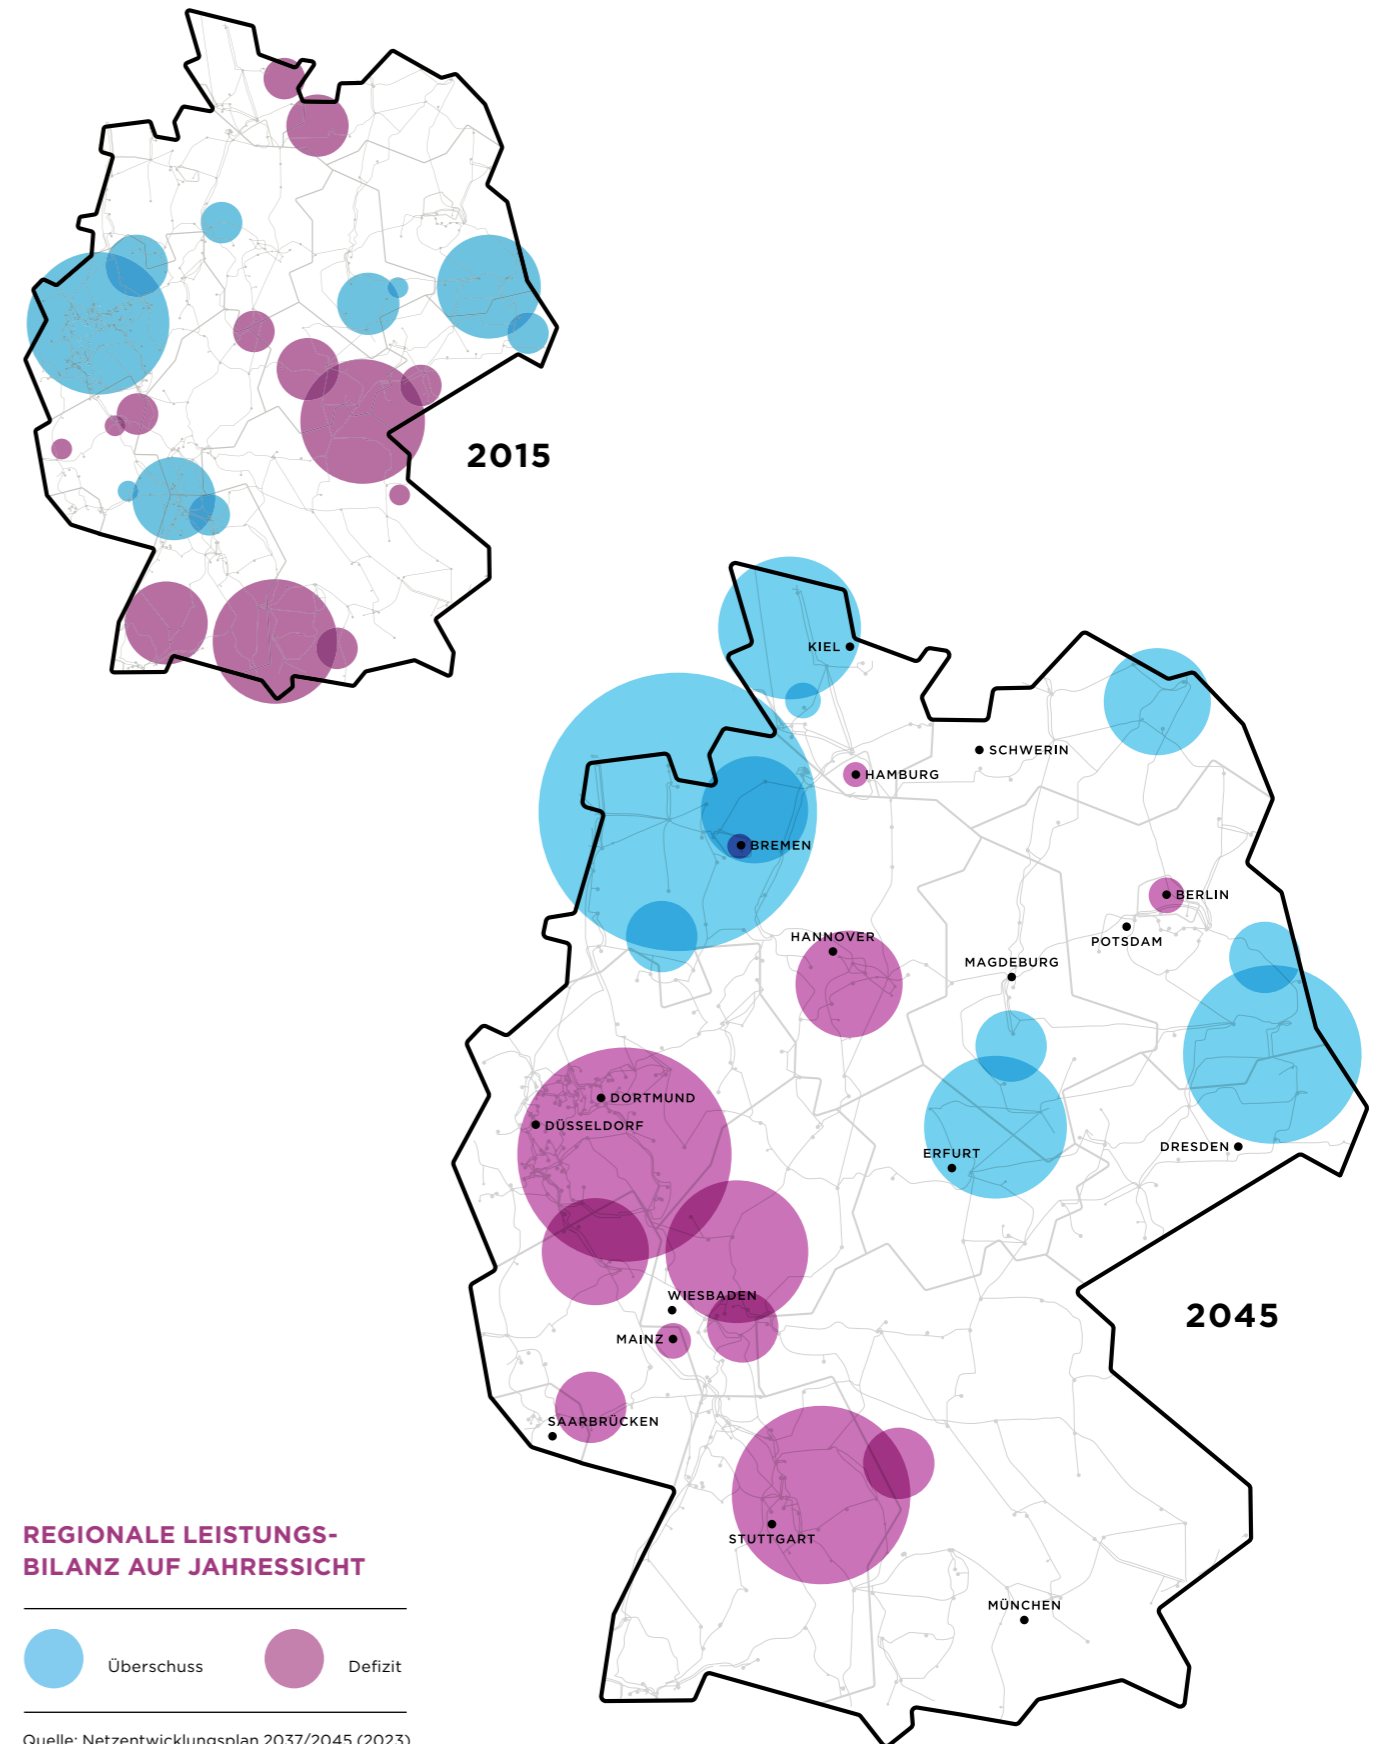 2015
KIEL
SCHWERIN
HAMBURG
BREMEN
BERLIN
HANNOVER
POTSDAM
MAGDEBURG
DORTMUND
DÜSSELDORF
DRESDEN
ERFURT
WIESBADEN
2045
MAINZ
SAARBRÜCKEN
STUTTGART
MÜNCHEN
REGIONALE LEISTUNGS-
BILANZ AUF JAHRESSICHT
Überschuss
Defizit
Quelle: Netzentwicklungsplan 2037/2045 (2023)